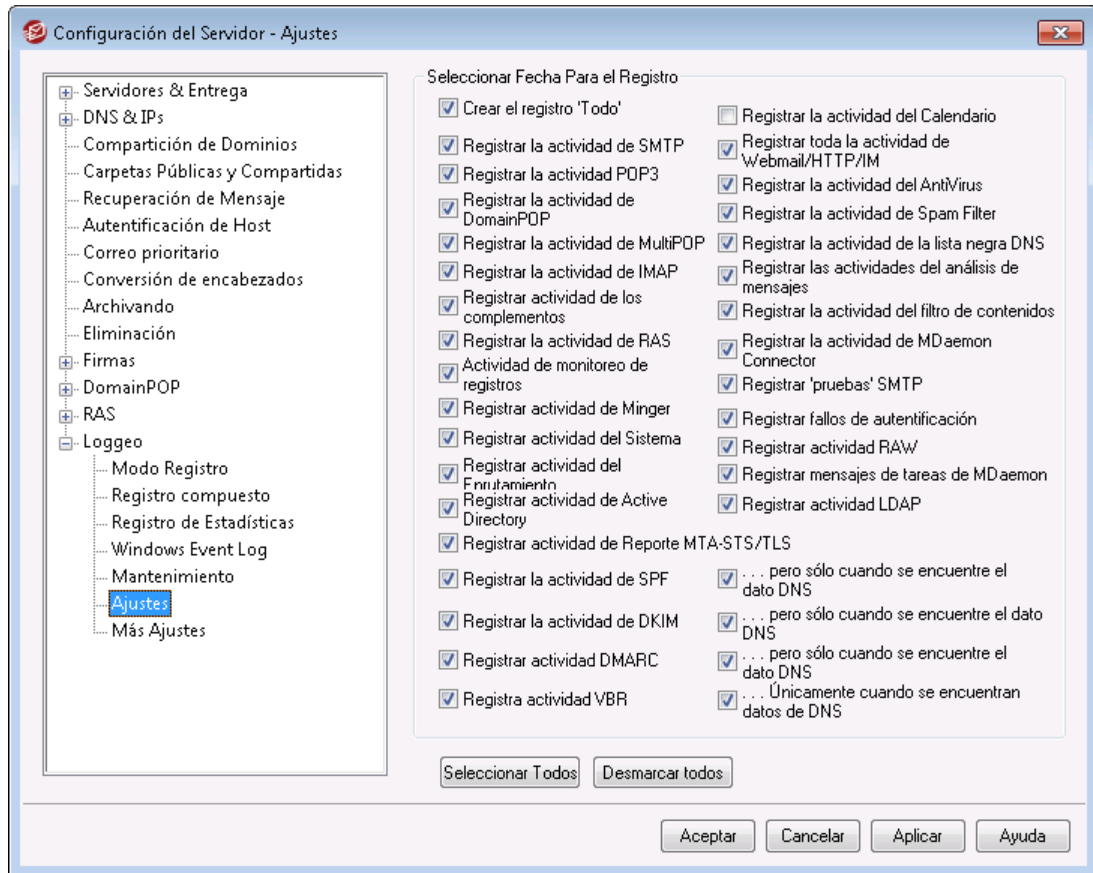 Configuración del Servidor - Ajustes
Servidores & Entrega
DNS & IPs
Compartición de Dominios
Carpetas Públicas y Compartidas
Recuperación de Mensaje
Autentificación de Host
Correo prioritario
Conversión de encabezados
Archivando
Eliminación
Firmas
DomainPOP
RAS
Loggeo
Modo Registro
Registro compuesto
Registro de Estadísticas
Windows Event Log
Mantenimiento
Ajustes
Más Ajustes
Seleccionar Fecha Para el Registro
Crear el registro 'Todo'
Registrar la actividad de SMTP
Registrar la actividad POP3
Registrar la actividad de
DomainPOP
Registrar la actividad de MultiPOP
Registrar la actividad de IMAP
Registrar actividad de los
complementos
Registrar la actividad de RAS
Actividad de monitoreo de
registros
Registrar actividad de Minger
Registrar actividad del Sistema
Registrar actividad del
Enrutamiento
Registrar actividad de Active
Directory
Registrar actividad de Reporte MTA-STS/TLS
Registrar la actividad de SPF
Registrar la actividad de DKIM
Registrar actividad DMARC
Registra actividad VBR
Registrar la actividad del Calendario
Registrar toda la actividad de
Webmail/HTTP/IM
Registrar la actividad del AntiVirus
Registrar la actividad de Spam Filter
Registrar la actividad de la lista negra DNS
Registrar las actividades del análisis de
mensajes
Registrar la actividad del filtro de contenidos
Registrar la actividad de MDaemon
Connector
Registrar 'pruebas' SMTP
Registrar fallos de autentificación
Registrar actividad RAW
Registrar mensajes de tareas de MDaemon
Registrar actividad LDAP
. . . pero sólo cuando se encuentre el
dato DNS
. . . pero sólo cuando se encuentre el dato
DNS
. . . pero sólo cuando se encuentre el
dato DNS
. . . Únicamente cuando se encuentran
datos de DNS
Seleccionar Todos
Desmarcar todos
Aceptar
Cancelar
Aplicar
Ayuda